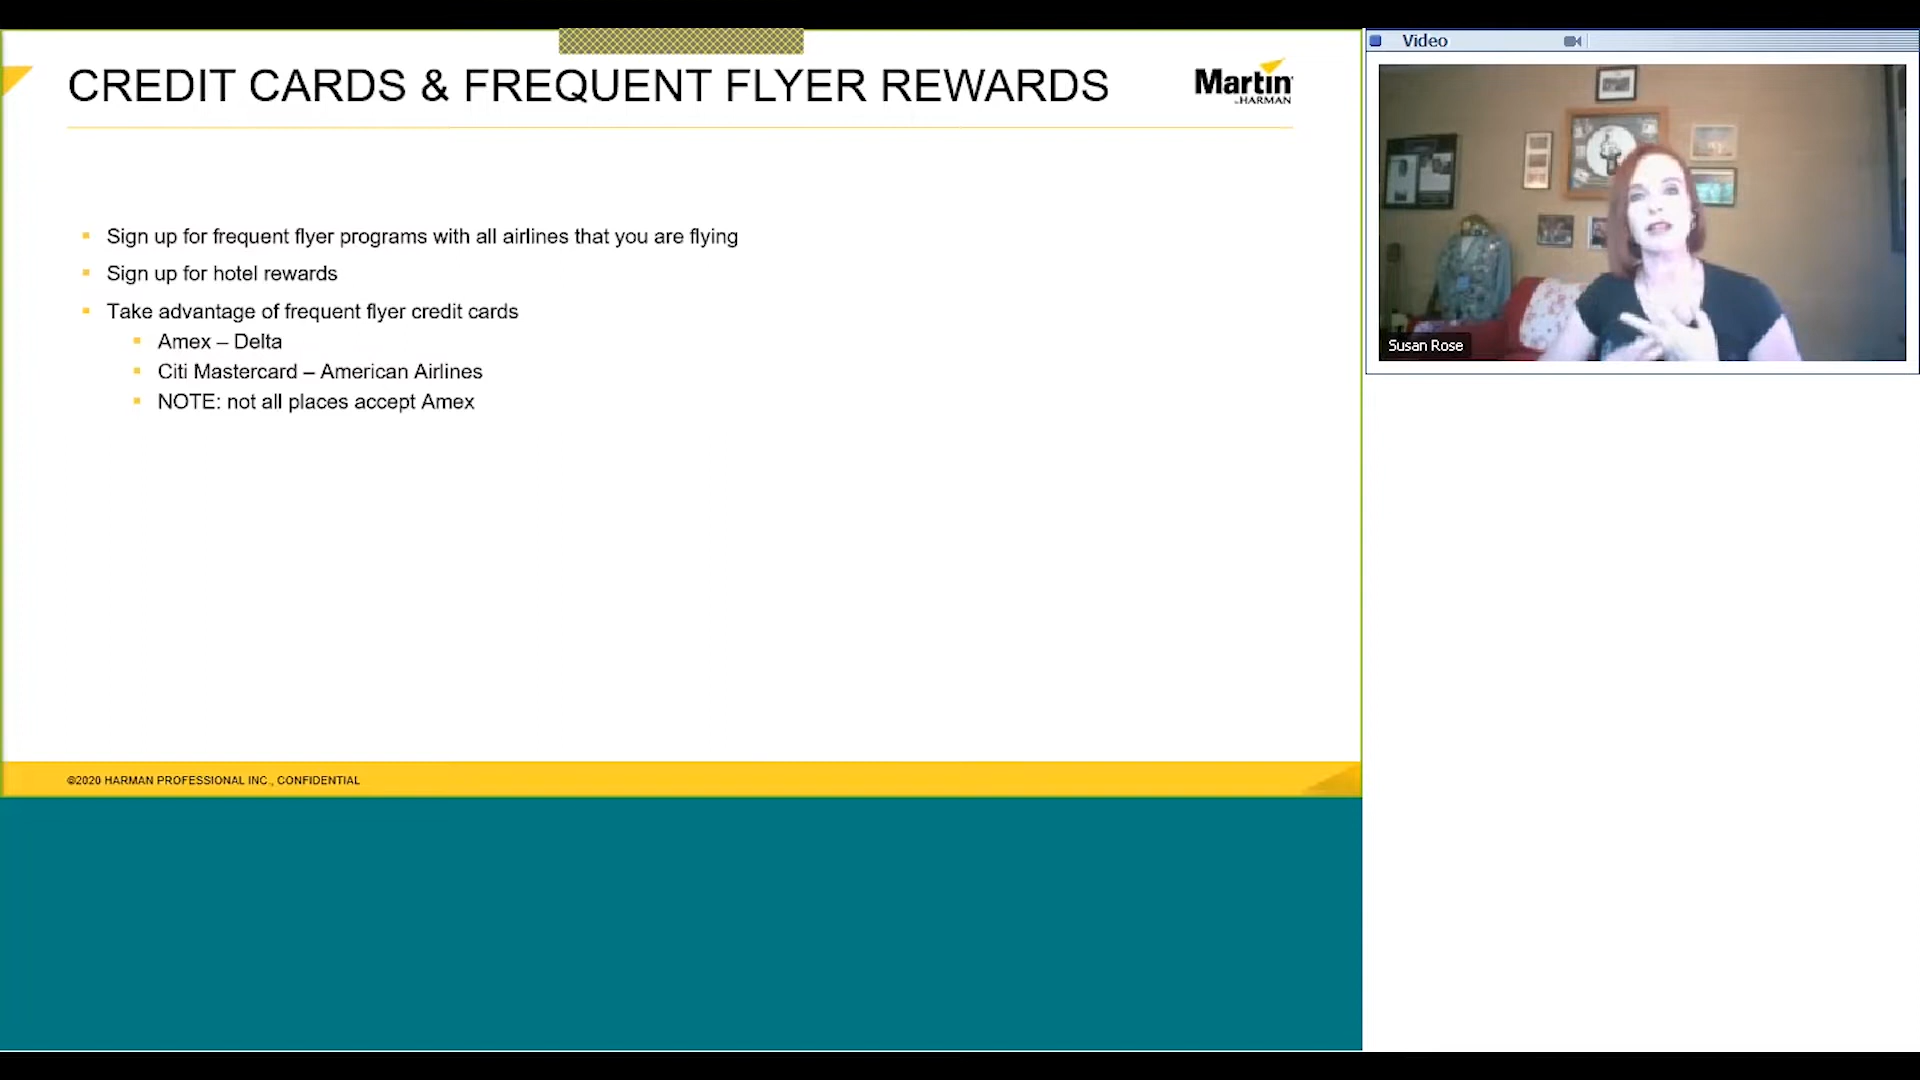 CREDIT CARDS & FREQUENT FLYER REWARDS
Martin
by HARMAN
Sign up for frequent flyer programs with all airlines that you are flying
Sign up for hotel rewards
Take advantage of frequent flyer credit cards
Amex – Delta
Citi Mastercard – American Airlines
NOTE: not all places accept Amex
©2020 HARMAN PROFESSIONAL INC., CONFIDENTIAL
Video
Susan Rose